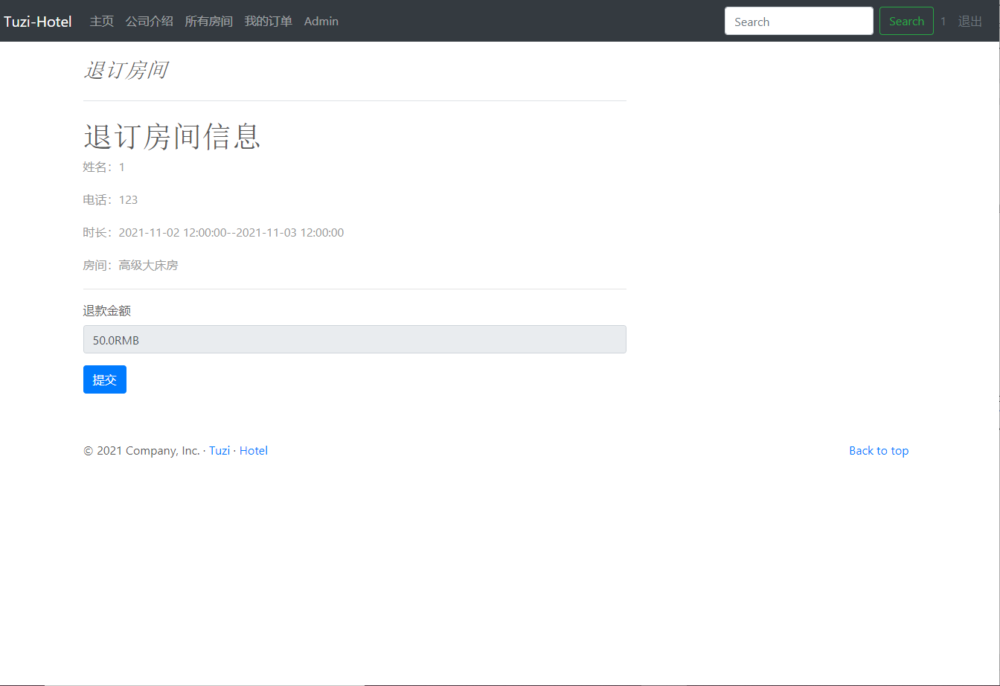 Tuzi-Hotel 主页 公司介绍 所有房间 我的订单 Admin Search Search 1 退出
退订房间
退订房间信息
姓名：1
电话：123
时长：2021-11-02 12:00:00--2021-11-03 12:00:00
房间：高级大床房
退款金额
50.0RMB
提交
© 2021 Company, Inc. · Tuzi · Hotel Back to top